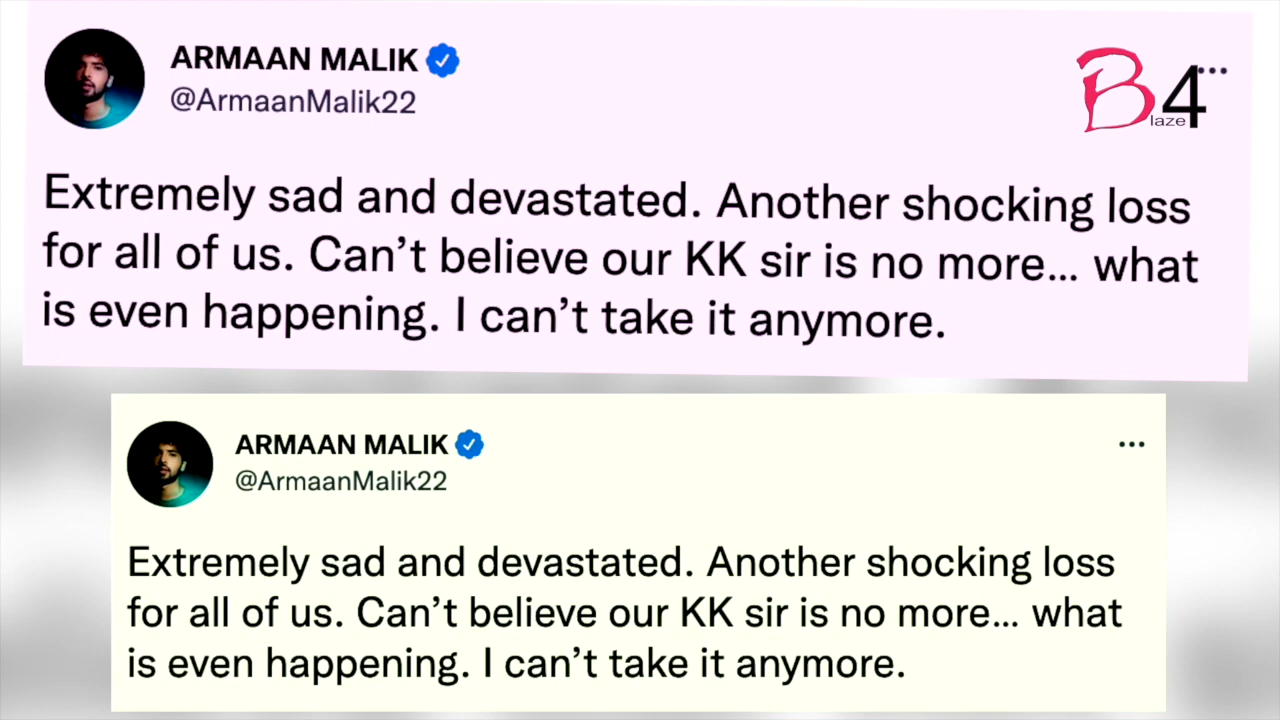 ARMAAN MALIK
@ArmaanMalik22
B
laze
4
Extremely sad and devastated. Another shocking loss
for all of us. Can’t believe our KK sir is no more... what
is even happening. I can’t take it anymore.
ARMAAN MALIK
@ArmaanMalik22
Extremely sad and devastated. Another shocking loss
for all of us. Can’t believe our KK sir is no more... what
is even happening. I can’t take it anymore.